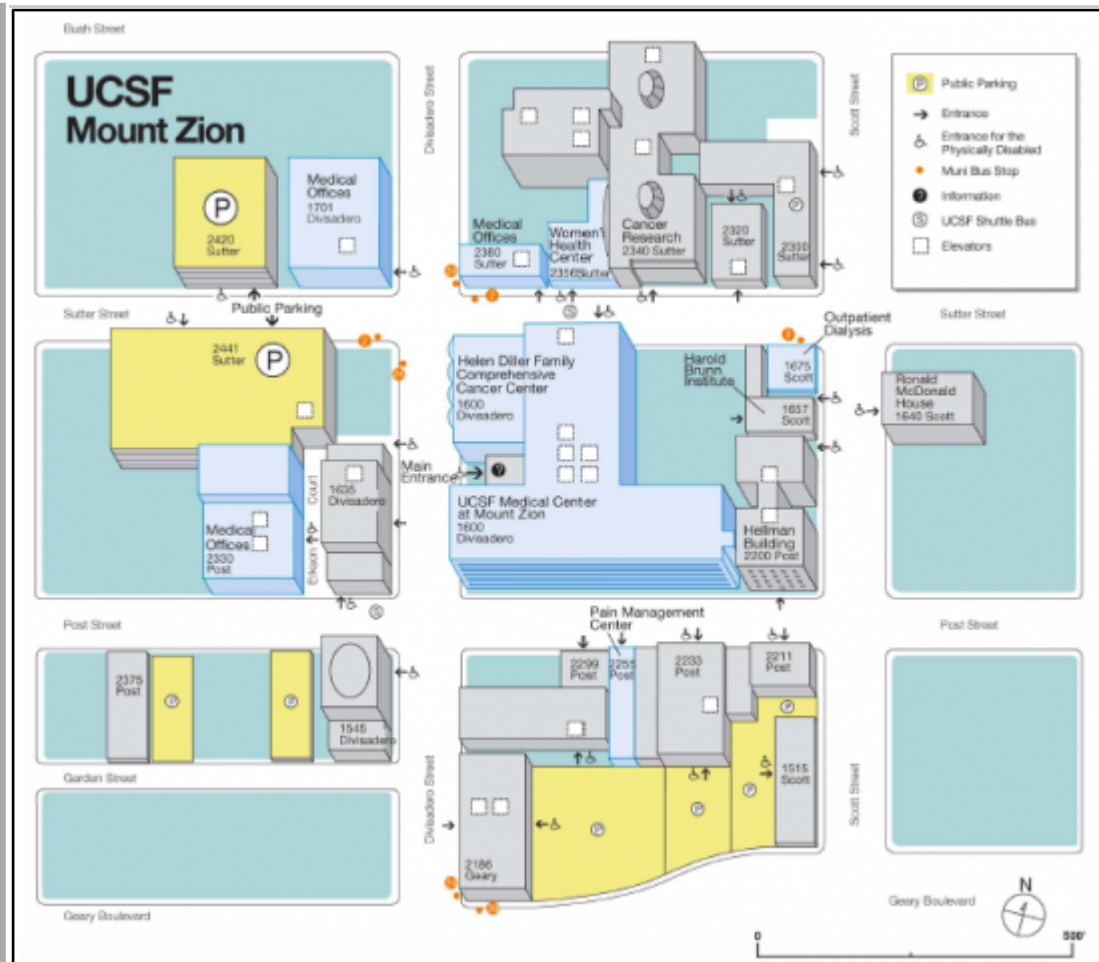 Bush Street
UCSF
Mount Zion
Divisadero Street
Scott Street
P
Public Parking
Entrance
Entrance for the
Physically Disabled
Muni Bus Stop
?
Information
S
UCSF Shuttle Bus
Elevators
P
2420
Sutter
Medical
Offices
1701
Divisadero
Medical
Offices
2380
Sutter
Women's
Health
Center
2356 Sutter
Cancer
Research
2340 Sutter
2320
Sutter
P
2300
Sutter
2
Public Parking
S
Sutter Street
Sutter Street
2441
Sutter
P
2
Helen Diller Family
Comprehensive
Cancer Center
1600
Divisadero
Harold
Brunn
Institute
Outpatient
Dialysis
2
1675
Scott
1657
Scott
Ronald
McDonald
House
1640 Scott
Main
Entrance
?
UCSF Medical Center
at Mount Zion
1600
Divisadero
Hellman
Building
2200 Post
1635
Divisadero
Medical
Offices
2330
Post
Erkson Court
S
Post Street
Post Street
Pain Management
Center
2375
Post
P
P
1545
Divisadero
2299
Post
2255
Post
2233
Post
2211
Post
P
1515
Scott
P
P
P
Garden Street
Divisadero Street
Scott Street
2186
Geary
Geary Boulevard
Geary Boulevard
N
0
500'